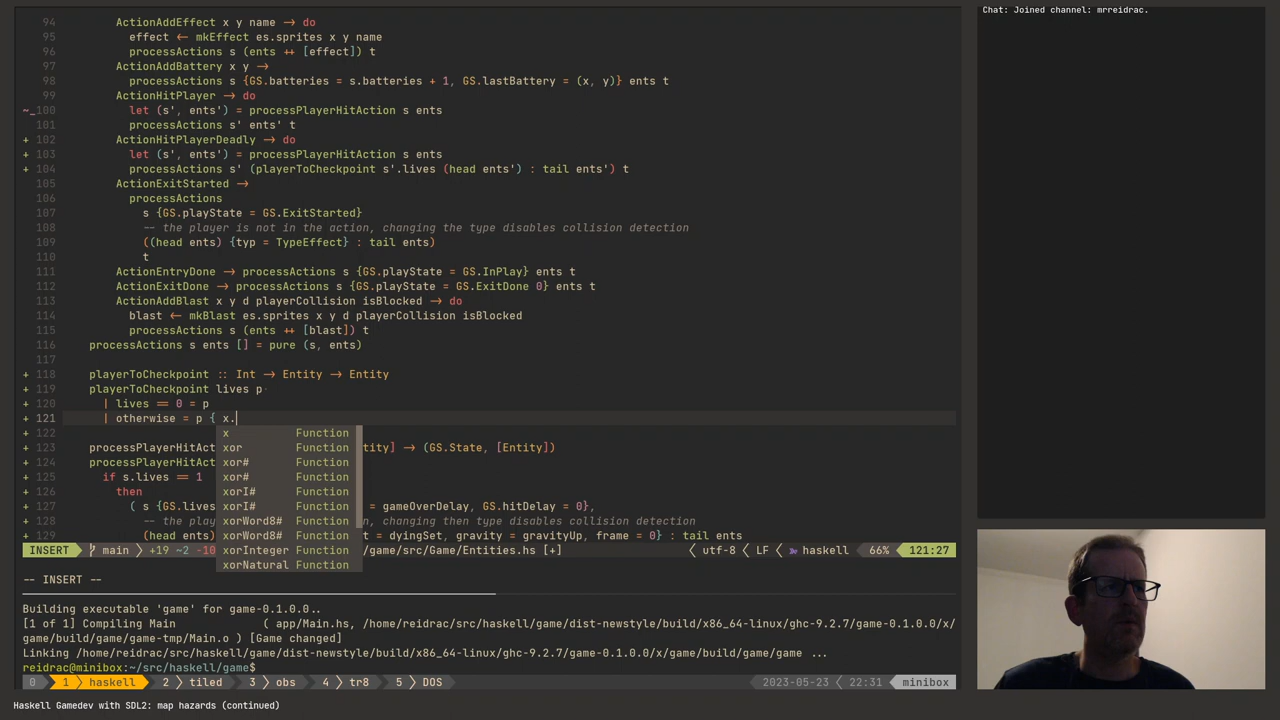 94 ActionAddEffect x y name → do
95 effect ← mkEffect es.sprites x y name
96 processActions s (ents ++ [effect]) t
97 ActionAddBattery x y →
98 processActions s {GS.batteries = s.batteries + 1, GS.lastBattery = (x, y)} ents t
99 ActionHitPlayer → do
~_100 let (s', ents') = processPlayerHitAction s ents
101 processActions s' ents' t
+ 102 ActionHitPlayerDeadly → do
+ 103 let (s', ents') = processPlayerHitAction s ents
+ 104 processActions s' (playerToCheckpoint s'.lives (head ents') : tail ents') t
105 ActionExitStarted →
106 processActions
107 s {GS.playState = GS.ExitStarted}
108 -- the player is not in the action, changing the type disables collision detection
109 ((head ents) {typ = TypeEffect} : tail ents)
110 t
111 ActionEntryDone → processActions s {GS.playState = GS.InPlay} ents t
112 ActionExitDone → processActions s {GS.playState = GS.ExitDone 0} ents t
113 ActionAddBlast x y d playerCollision isBlocked → do
114 blast ← mkBlast es.sprites x y d playerCollision isBlocked
115 processActions s (ents ++ [blast]) t
116 processActions s ents [] = pure (s, ents)
117
+ 118 playerToCheckpoint :: Int → Entity → Entity
+ 119 playerToCheckpoint lives p
+ 120 | lives == 0 = p
+ 121 | otherwise = p { x.
+ 122 x Function
+ 123 processPlayerHitAct xor Function tity] → (GS.State, [Entity])
+ 124 processPlayerHitAct xor# Function
+ 125 if s.lives == 1 xor# Function
+ 126 then xorI# Function
+ 127 ( s {GS.lives xorI# Function = gameOverDelay, GS.hitDelay = 0},
+ 128 -- the play xorWord8# Function n, changing then type disables collision detection
+ 129 (head ents) xorWord8# Function t = dyingSet, gravity = gravityUp, frame = 0} : tail ents
INSERT main +19 ~2 -10 xorInteger Function /game/src/Game/Entities.hs [+] utf-8 LF haskell 66% 121:27
xorNatural Function
-- INSERT --
Building executable 'game' for game-0.1.0.0..
[1 of 1] Compiling Main ( app/Main.hs, /home/reidrac/src/haskell/game/dist-newstyle/build/x86_64-linux/ghc-9.2.7/game-0.1.0.0/x/
game/build/game/game-tmp/Main.o ) [Game changed]
Linking /home/reidrac/src/haskell/game/dist-newstyle/build/x86_64-linux/ghc-9.2.7/game-0.1.0.0/x/game/build/game/game ...
reidrac@minibox:~/src/haskell/game$
0 1 haskell 2 tiled 3 obs 4 tr8 5 DOS 2023-05-23 22:31 minibox
Haskell Gamedev with SDL2: map hazards (continued)
Chat: Joined channel: mrreidrac.